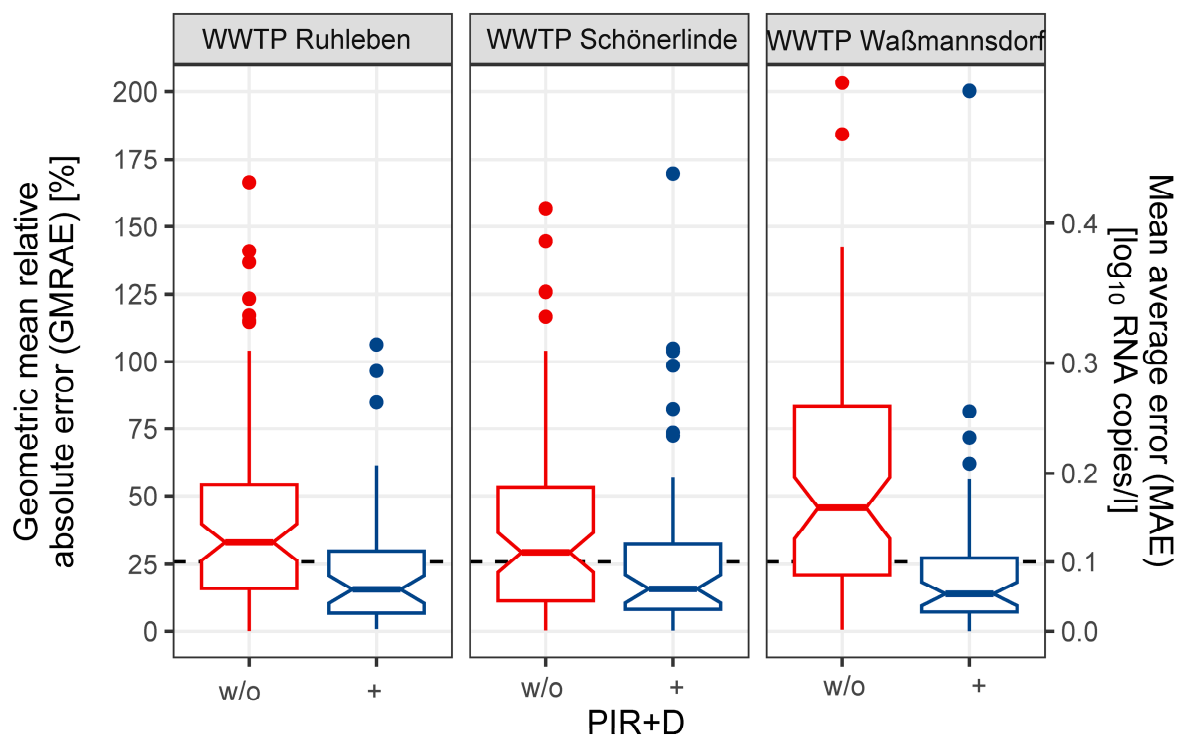 WWTP Ruhleben
WWTP Schönerlinde
WWTP Waßmannsdorf
Geometric mean relative
absolute error (GMRAE) [%]
200
175
150
125
100
75
50
25
0
0.4
0.3
0.2
0.1
0.0
Mean average error (MAE)
[log₁₀ RNA copies/l]
w/o
+
w/o
+
w/o
+
PIR+D